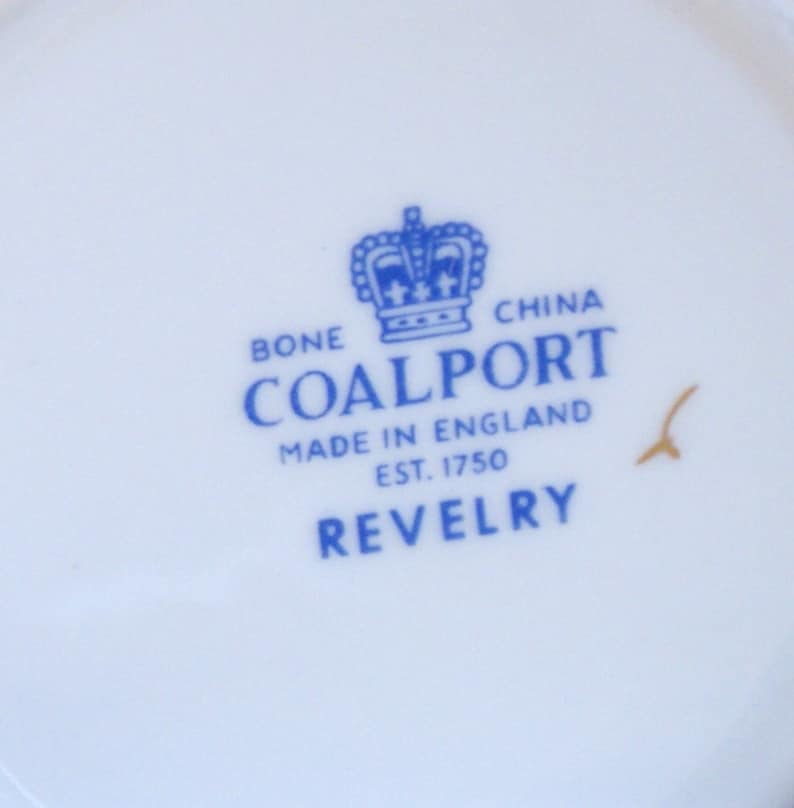 BONE CHINA
COALPORT
MADE IN ENGLAND
EST. 1750
REVELRY